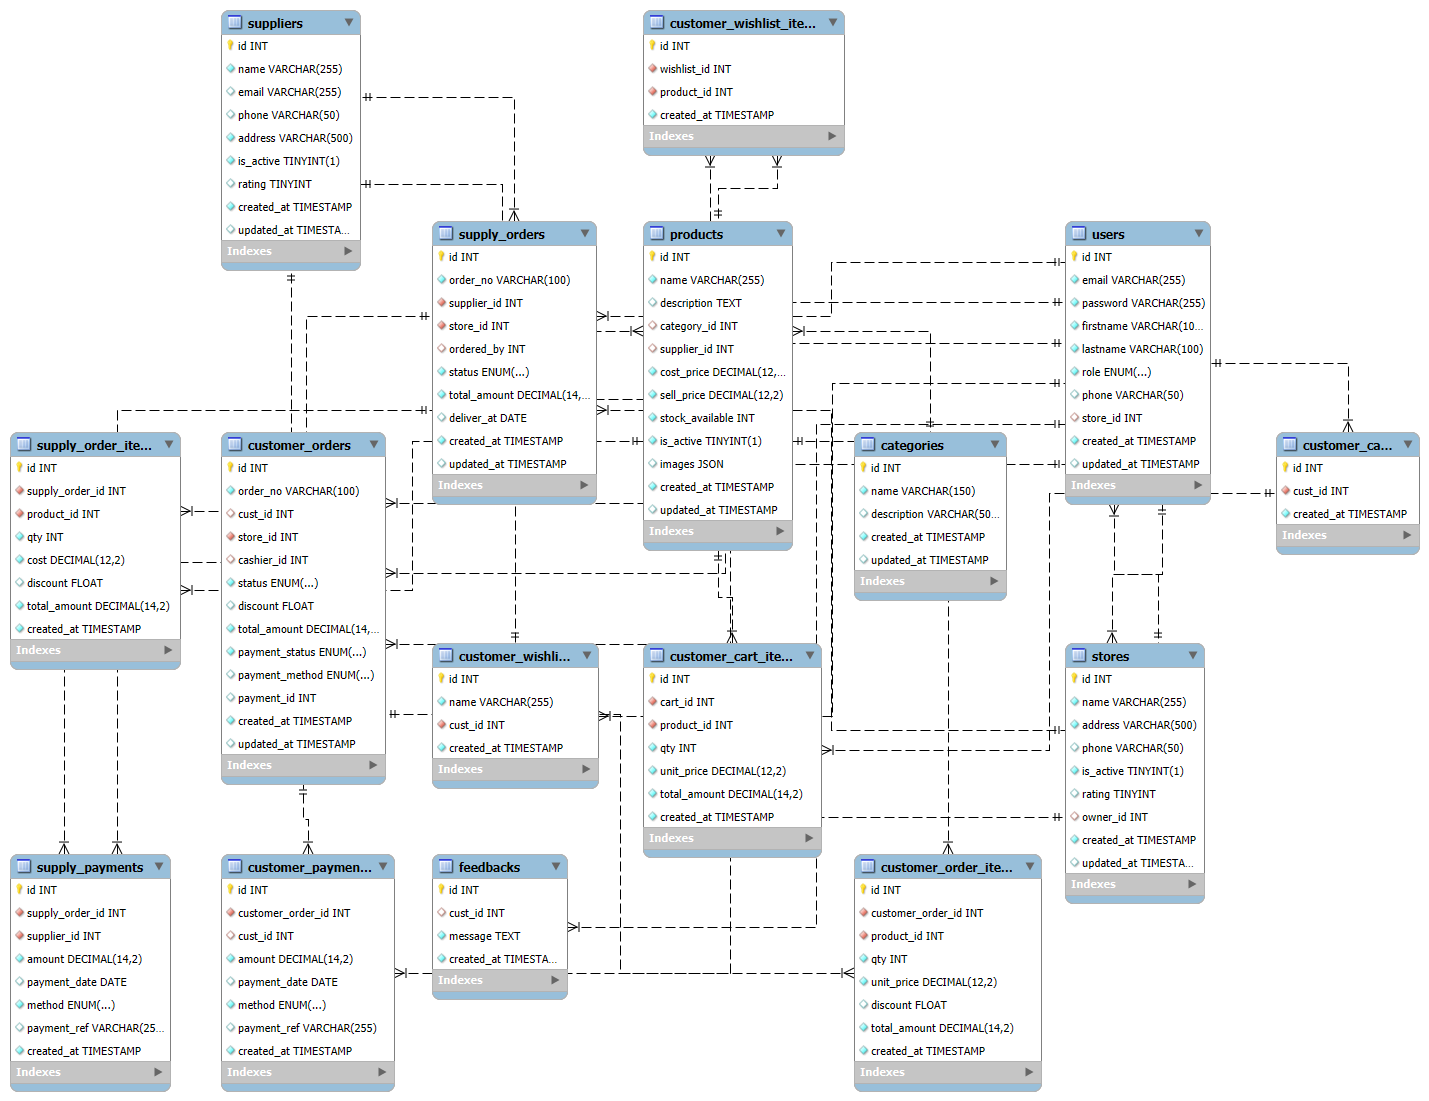 suppliers
id INT
name VARCHAR(255)
email VARCHAR(255)
phone VARCHAR(50)
address VARCHAR(500)
is_active TINYINT(1)
rating TINYINT
created_at TIMESTAMP
updated_at TIMESTA...
Indexes
customer_wishlist_ite...
id INT
wishlist_id INT
product_id INT
created_at TIMESTAMP
Indexes
supply_orders
id INT
order_no VARCHAR(100)
supplier_id INT
store_id INT
ordered_by INT
status ENUM(...)
total_amount DECIMAL(14,...
deliver_at DATE
created_at TIMESTAMP
updated_at TIMESTAMP
Indexes
products
id INT
name VARCHAR(255)
description TEXT
category_id INT
supplier_id INT
cost_price DECIMAL(12,...
sell_price DECIMAL(12,2)
stock_available INT
is_active TINYINT(1)
images JSON
created_at TIMESTAMP
updated_at TIMESTAMP
Indexes
users
id INT
email VARCHAR(255)
password VARCHAR(255)
firstname VARCHAR(10...
lastname VARCHAR(100)
role ENUM(...)
phone VARCHAR(50)
store_id INT
created_at TIMESTAMP
updated_at TIMESTAMP
Indexes
supply_order_ite...
id INT
supply_order_id INT
product_id INT
qty INT
cost DECIMAL(12,2)
discount FLOAT
total_amount DECIMAL(14,2)
created_at TIMESTAMP
Indexes
customer_orders
id INT
order_no VARCHAR(100)
cust_id INT
store_id INT
cashier_id INT
status ENUM(...)
discount FLOAT
total_amount DECIMAL(14,...
payment_status ENUM(...)
payment_method ENUM(...)
payment_id INT
created_at TIMESTAMP
updated_at TIMESTAMP
Indexes
categories
id INT
name VARCHAR(150)
description VARCHAR(50...
created_at TIMESTAMP
updated_at TIMESTAMP
Indexes
customer_ca...
id INT
cust_id INT
created_at TIMESTAMP
Indexes
customer_wishli...
id INT
name VARCHAR(255)
cust_id INT
created_at TIMESTAMP
Indexes
customer_cart_ite...
id INT
cart_id INT
product_id INT
qty INT
unit_price DECIMAL(12,2)
total_amount DECIMAL(14,2)
created_at TIMESTAMP
Indexes
stores
id INT
name VARCHAR(255)
address VARCHAR(500)
phone VARCHAR(50)
is_active TINYINT(1)
rating TINYINT
owner_id INT
created_at TIMESTAMP
updated_at TIMESTA...
Indexes
supply_payments
id INT
supply_order_id INT
supplier_id INT
amount DECIMAL(14,2)
payment_date DATE
method ENUM(...)
payment_ref VARCHAR(25...
created_at TIMESTAMP
Indexes
customer_paymen...
id INT
customer_order_id INT
cust_id INT
amount DECIMAL(14,2)
payment_date DATE
method ENUM(...)
payment_ref VARCHAR(255)
created_at TIMESTAMP
Indexes
feedbacks
id INT
cust_id INT
message TEXT
created_at TIMESTA...
Indexes
customer_order_ite...
id INT
customer_order_id INT
product_id INT
qty INT
unit_price DECIMAL(12,2)
discount FLOAT
total_amount DECIMAL(14,2)
created_at TIMESTAMP
Indexes